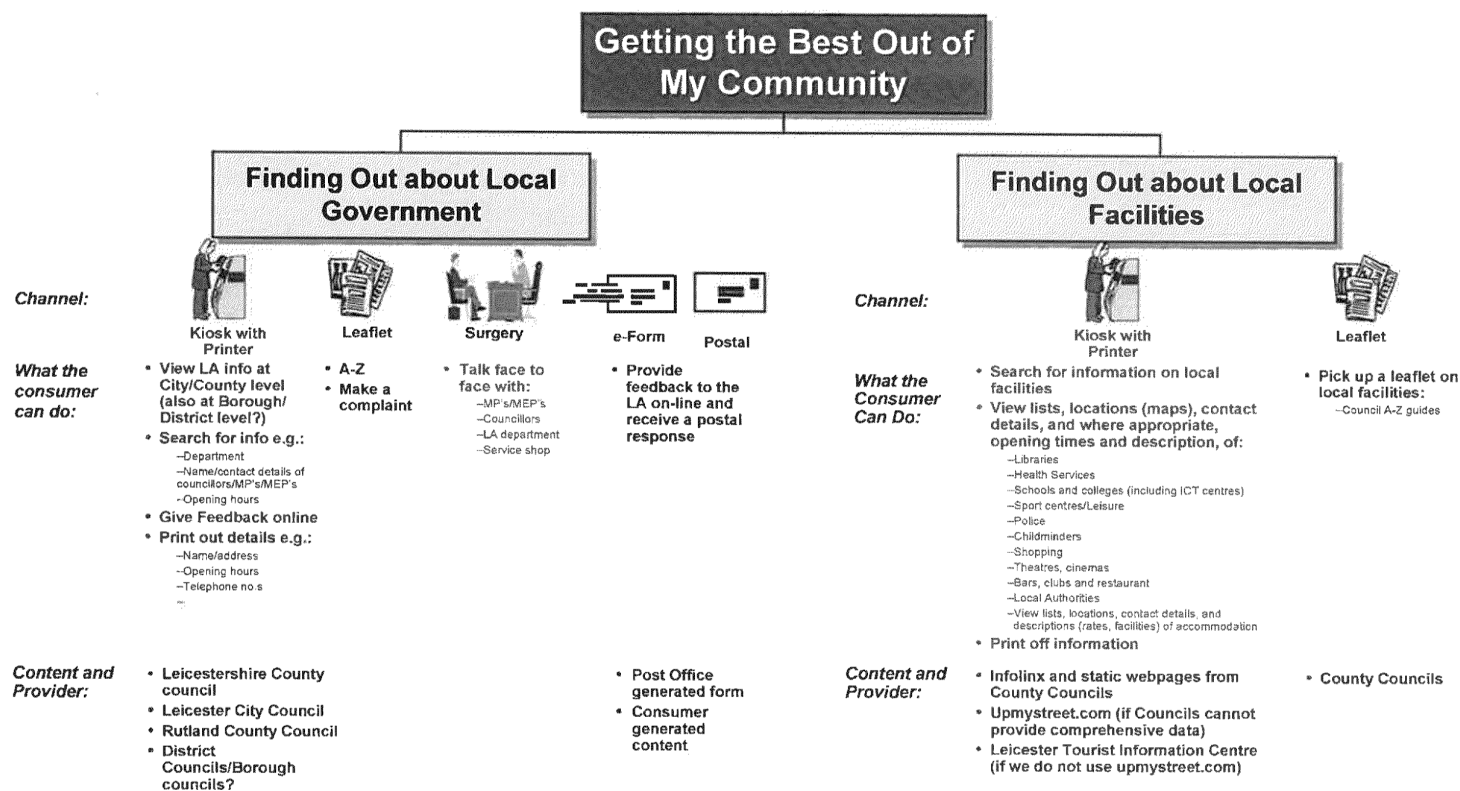 Getting the Best Out of
My Community
Finding Out about Local
Government
Channel:
Kiosk with
Printer
Leaflet
Surgery
e-Form
Postal
What the
consumer
can do:
• View LA info at
City/County level
(also at Borough/
District level?)
• Search for info e.g.:
–Department
–Name/contact details of
councillors/MP's/MEP's
–Opening hours
• Give Feedback online
• Print out details e.g.:
–Name/address
–Opening hours
–Telephone no.s
• A-Z
• Make a
complaint
• Talk face to
face with:
–MP's/MEP's
–Councillors
–LA department
–Service shop
• Provide
feedback to the
LA on-line and
receive a postal
response
Content and
Provider:
• Leicestershire County
council
• Leicester City Council
• Rutland County Council
• District
Councils/Borough
councils?
• Post Office
generated form
• Consumer
generated
content
Finding Out about Local
Facilities
Channel:
Kiosk with
Printer
Leaflet
What the
Consumer
Can Do:
• Search for information on local
facilities
• View lists, locations (maps), contact
details, and where appropriate,
opening times and description, of:
–Libraries
–Health Services
–Schools and colleges (including ICT centres)
–Sport centres/Leisure
–Police
–Childminders
–Shopping
–Theatres, cinemas
–Bars, clubs and restaurant
–Local Authorities
–View lists, locations, contact details, and
descriptions (rates, facilities) of accommodation
• Print off information
• Pick up a leaflet on
local facilities:
–Council A-Z guides
Content and
Provider:
• Infolinx and static webpages from
County Councils
• Upmystreet.com (if Councils cannot
provide comprehensive data)
• Leicester Tourist Information Centre
(if we do not use upmystreet.com)
• County Councils